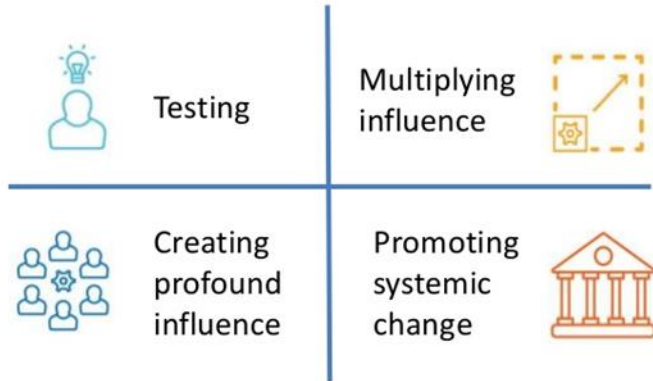 Testing
Multiplying
influence
Creating
profound
influence
Promoting
systemic
change